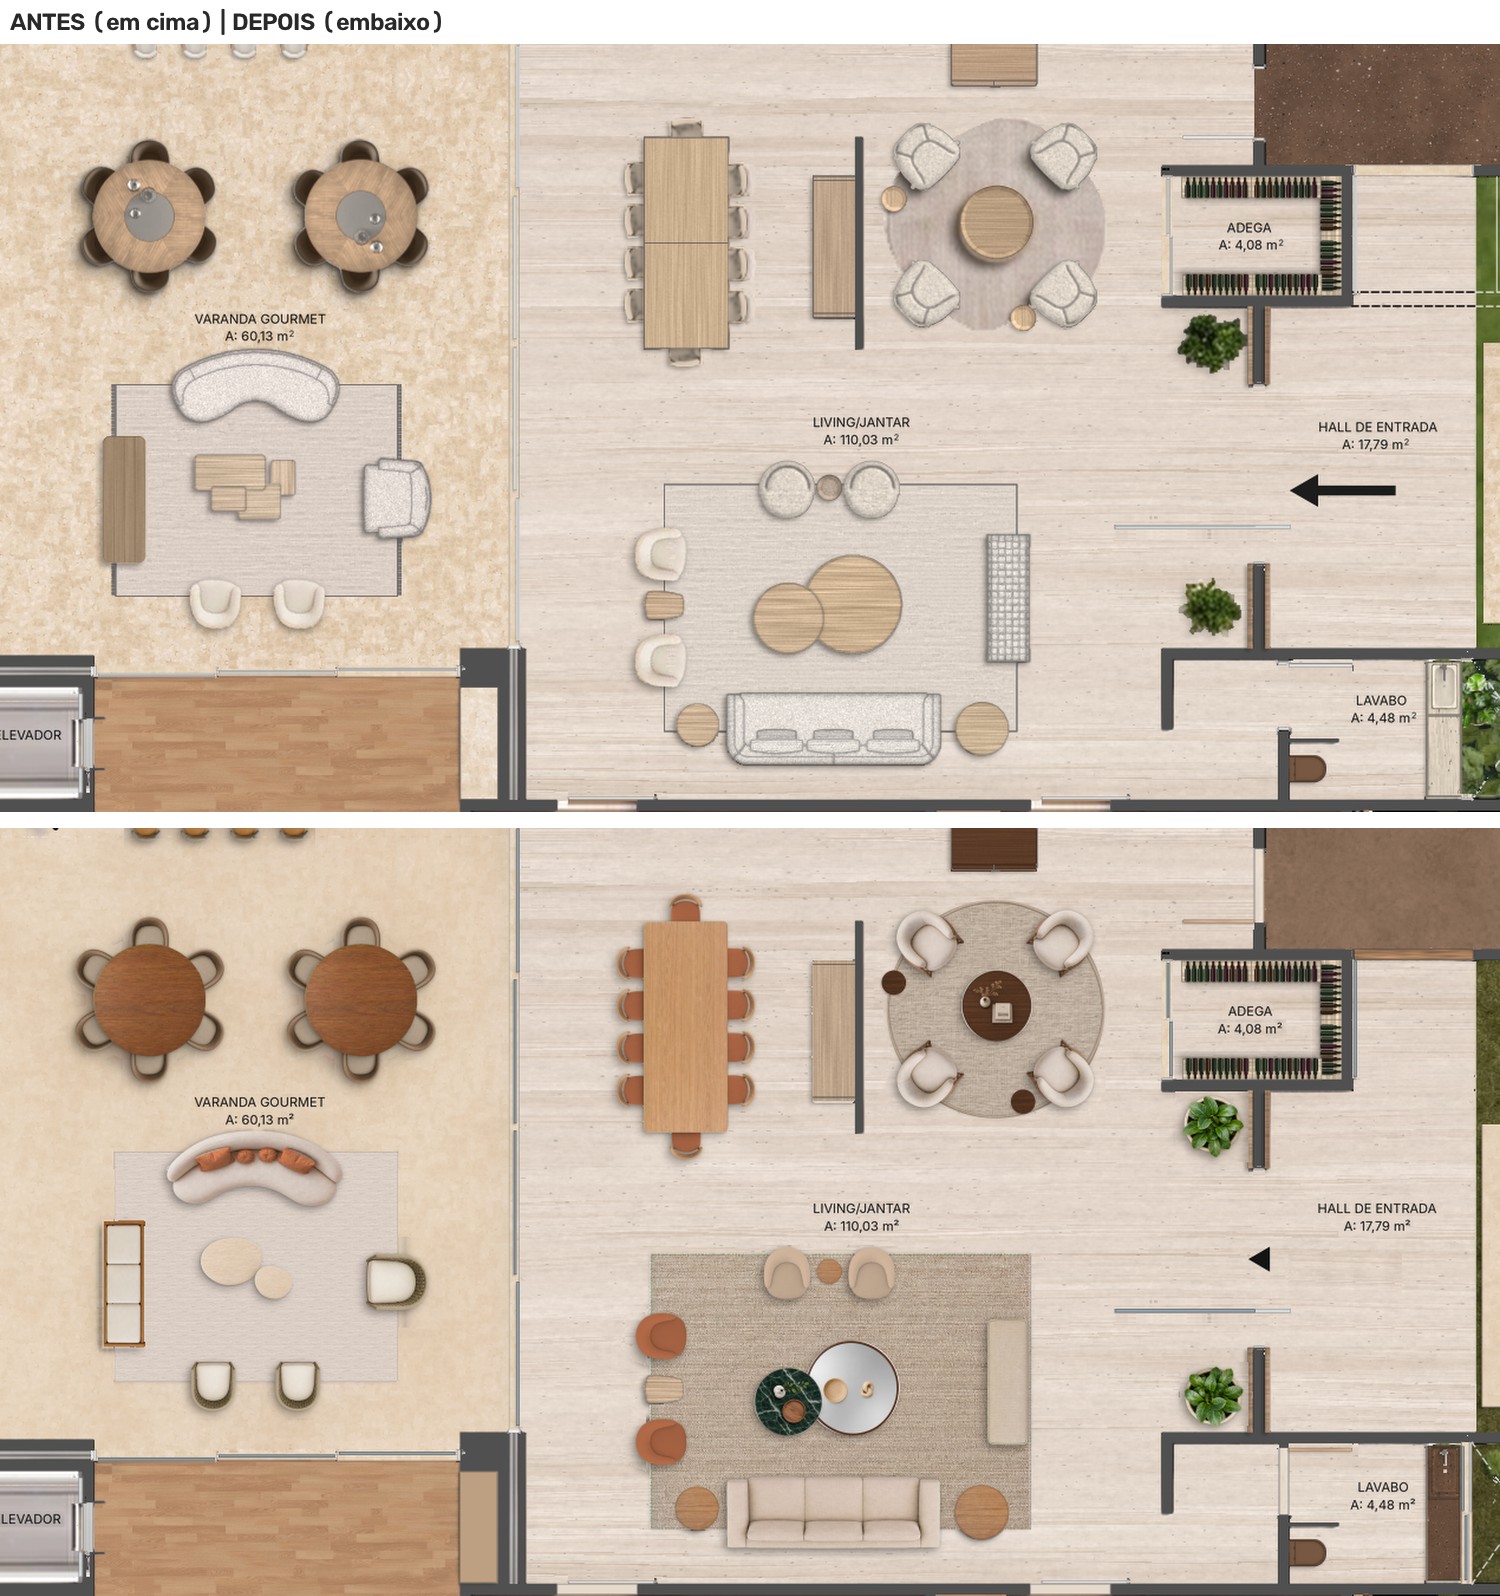 ANTES (em cima) | DEPOIS (embaixo)
ADEGA
A: 4,08 m²
VARANDA GOURMET
A: 60,13 m²
LIVING/JANTAR
A: 110,03 m²
HALL DE ENTRADA
A: 17,79 m²
LAVABO
A: 4,48 m²
ELEVADOR
ADEGA
A: 4,08 m²
VARANDA GOURMET
A: 60,13 m²
LIVING/JANTAR
A: 110,03 m²
HALL DE ENTRADA
A: 17,79 m²
LAVABO
A: 4,48 m²
ELEVADOR